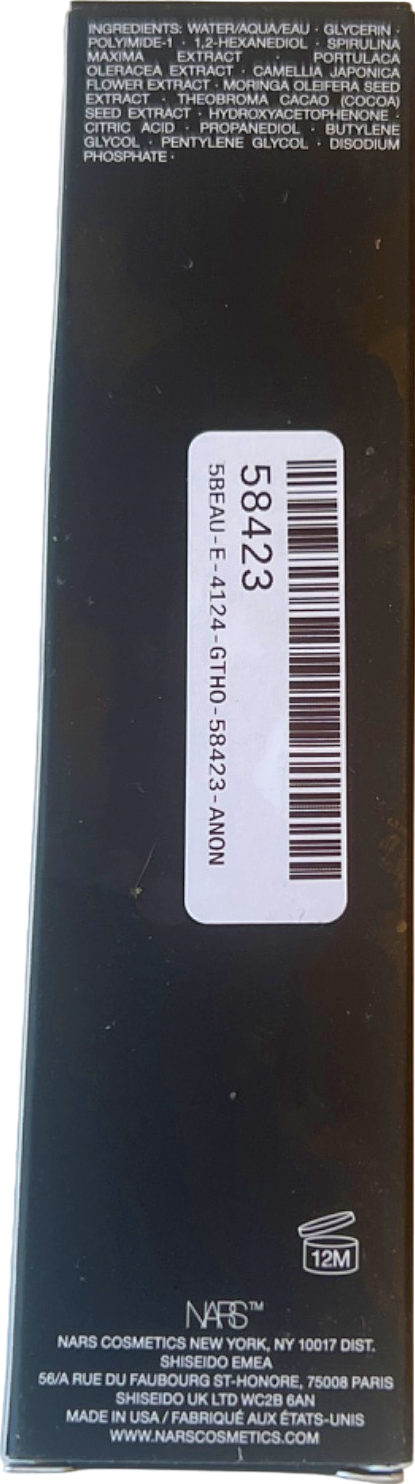 INGREDIENTS: WATER/AQUA/EAU · GLYCERIN ·
POLYIMIDE-1 · 1,2-HEXANEDIOL · SPIRULINA
MAXIMA EXTRACT · PORTULACA
OLERACEA EXTRACT · CAMELLIA JAPONICA
FLOWER EXTRACT · MORINGA OLEIFERA SEED
EXTRACT · THEOBROMA CACAO (COCOA)
SEED EXTRACT · HYDROXYACETOPHENONE ·
CITRIC ACID · PROPANEDIOL · BUTYLENE
GLYCOL · PENTYLENE GLYCOL · DISODIUM
PHOSPHATE ·
58423
5BEAU-E-4124-GTHO-58423-ANON
12M
NARS™
NARS COSMETICS NEW YORK, NY 10017 DIST.
SHISEIDO EMEA
56/A RUE DU FAUBOURG ST-HONORE, 75008 PARIS
SHISEIDO UK LTD WC2B 6AN
MADE IN USA / FABRIQUÉ AUX ÉTATS-UNIS
WWW.NARSCOSMETICS.COM